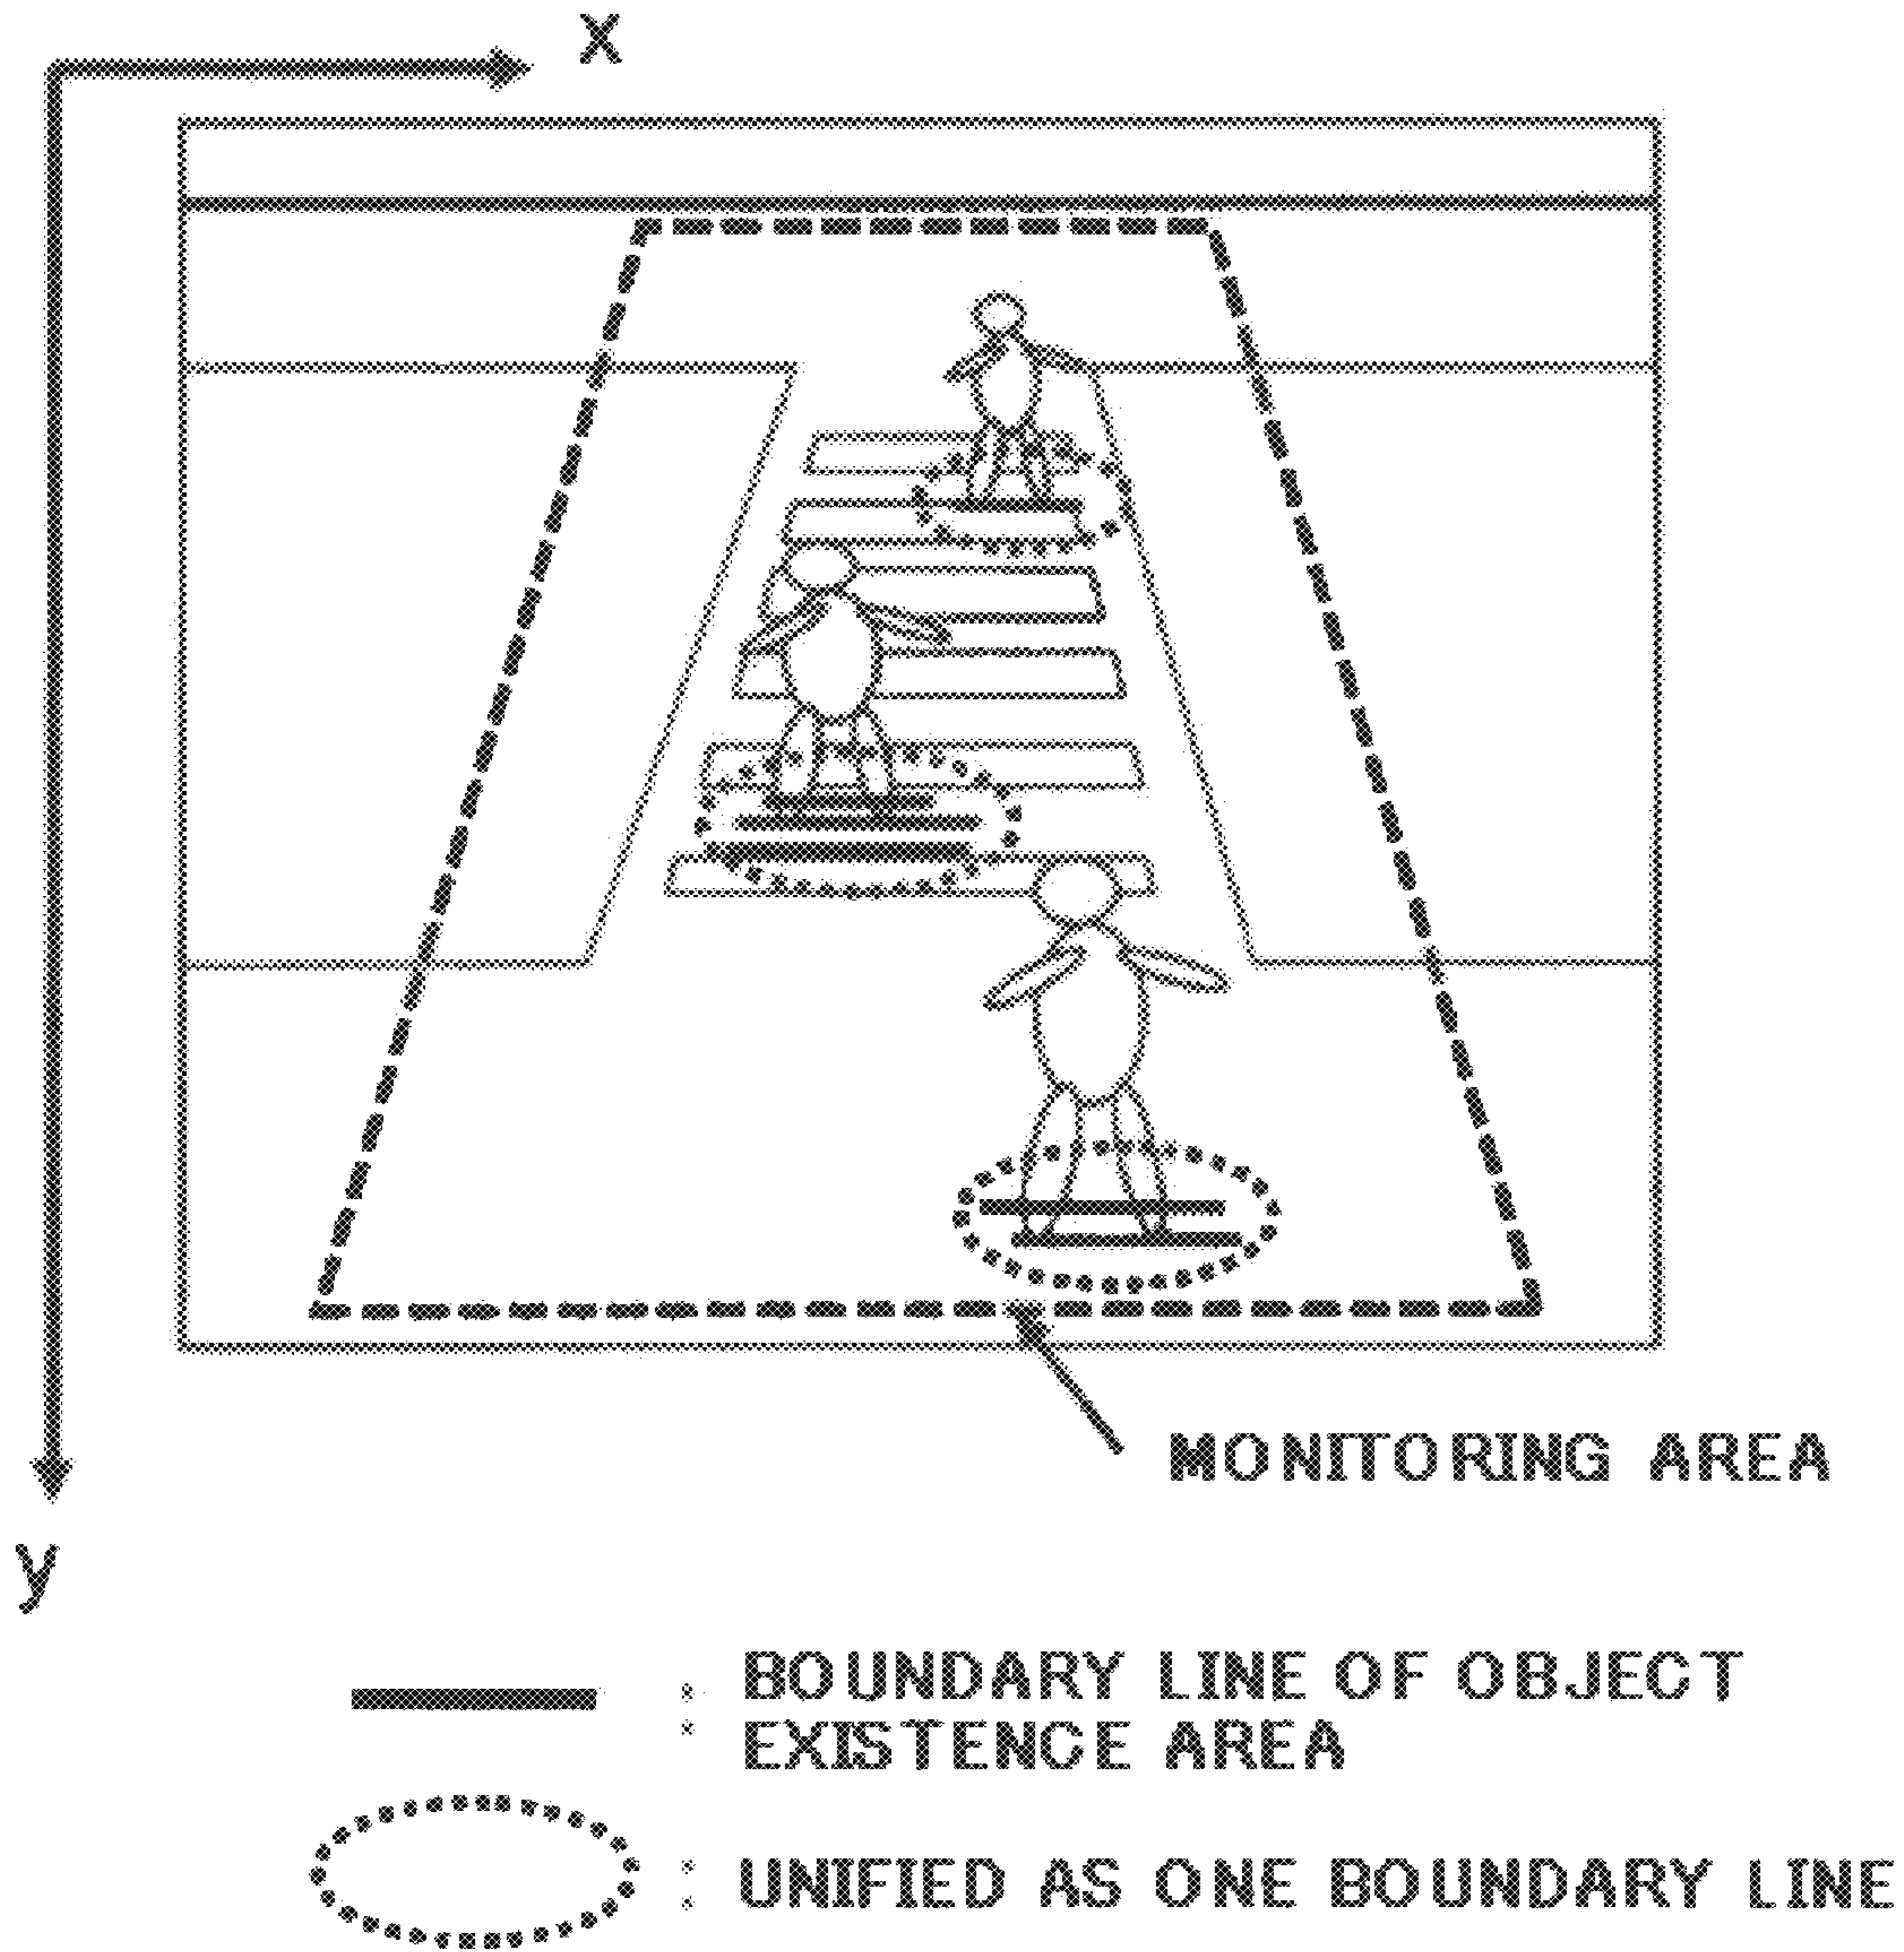 x
MONITORING AREA
y
: BOUNDARY LINE OF OBJECT
EXISTENCE AREA
: UNIFIED AS ONE BOUNDARY LINE